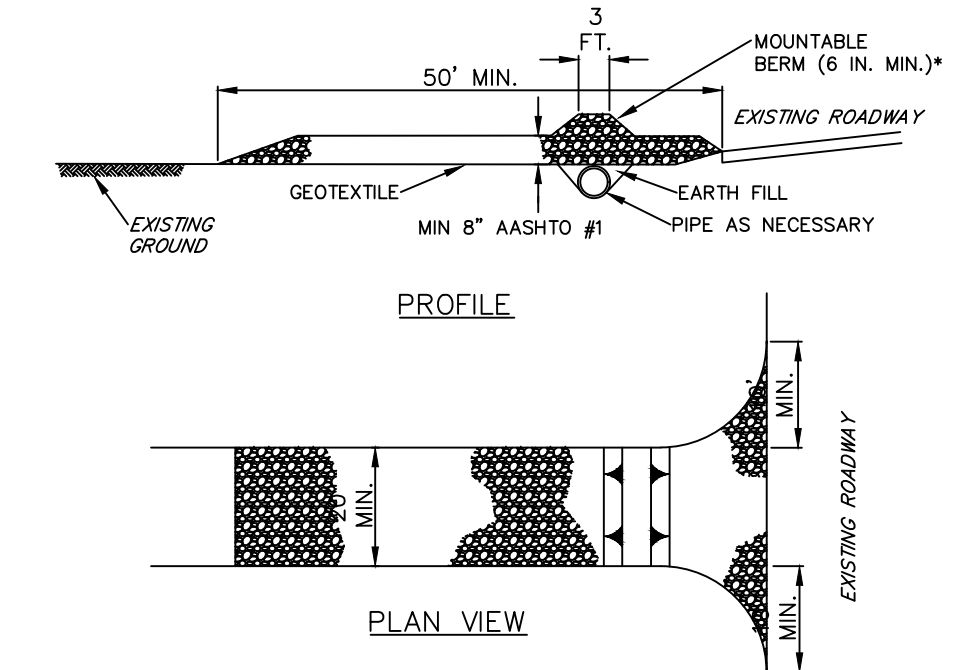 3
FT.
MOUNTABLE
BERM (6 IN. MIN.)*
50' MIN.
EXISTING ROADWAY
GEOTEXTILE
EARTH FILL
EXISTING
GROUND
MIN 8" AASHTO #1
PIPE AS NECESSARY
PROFILE
MIN.
20'
MIN.
EXISTING ROADWAY
MIN.
PLAN VIEW